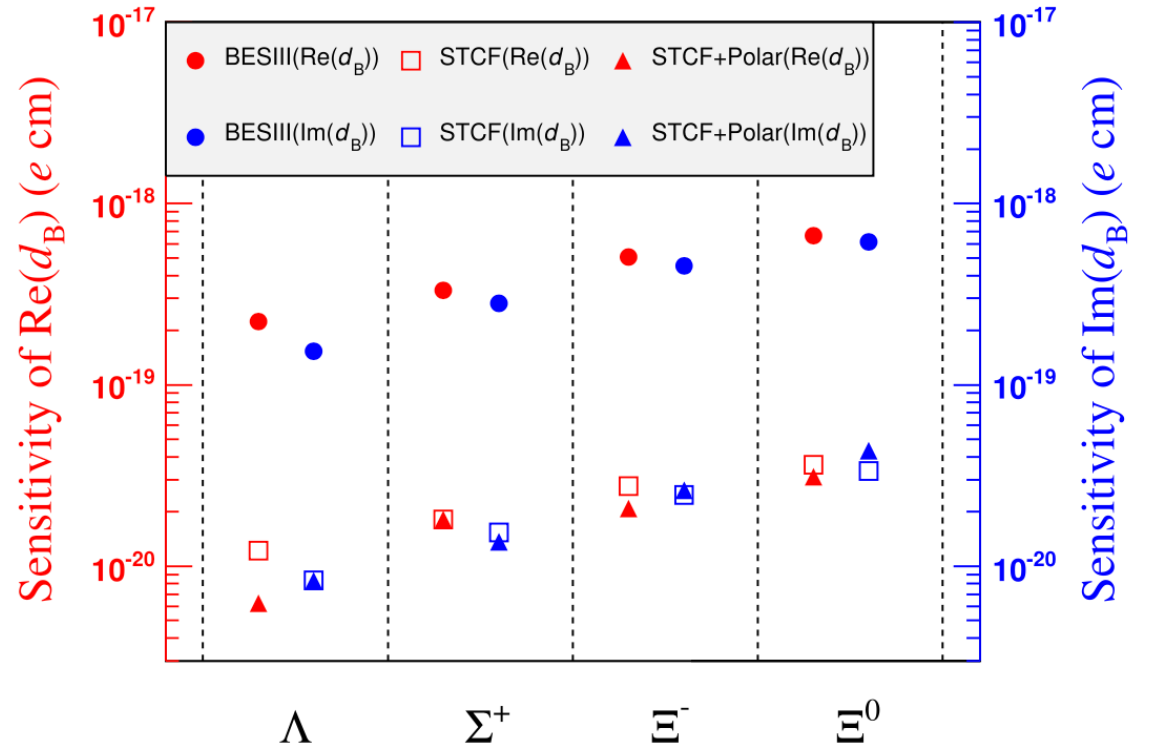 10⁻¹⁷ 10⁻¹⁷
BESIII(Re(d_B)) STCF(Re(d_B)) STCF+Polar(Re(d_B))
BESIII(Im(d_B)) STCF(Im(d_B)) STCF+Polar(Im(d_B))
10⁻¹⁸ 10⁻¹⁸
10⁻¹⁹ 10⁻¹⁹
10⁻²⁰ 10⁻²⁰
Sensitivity of Re(d_B) (e cm)
Sensitivity of Im(d_B) (e cm)
Λ Σ⁺ Ξ⁻ Ξ⁰